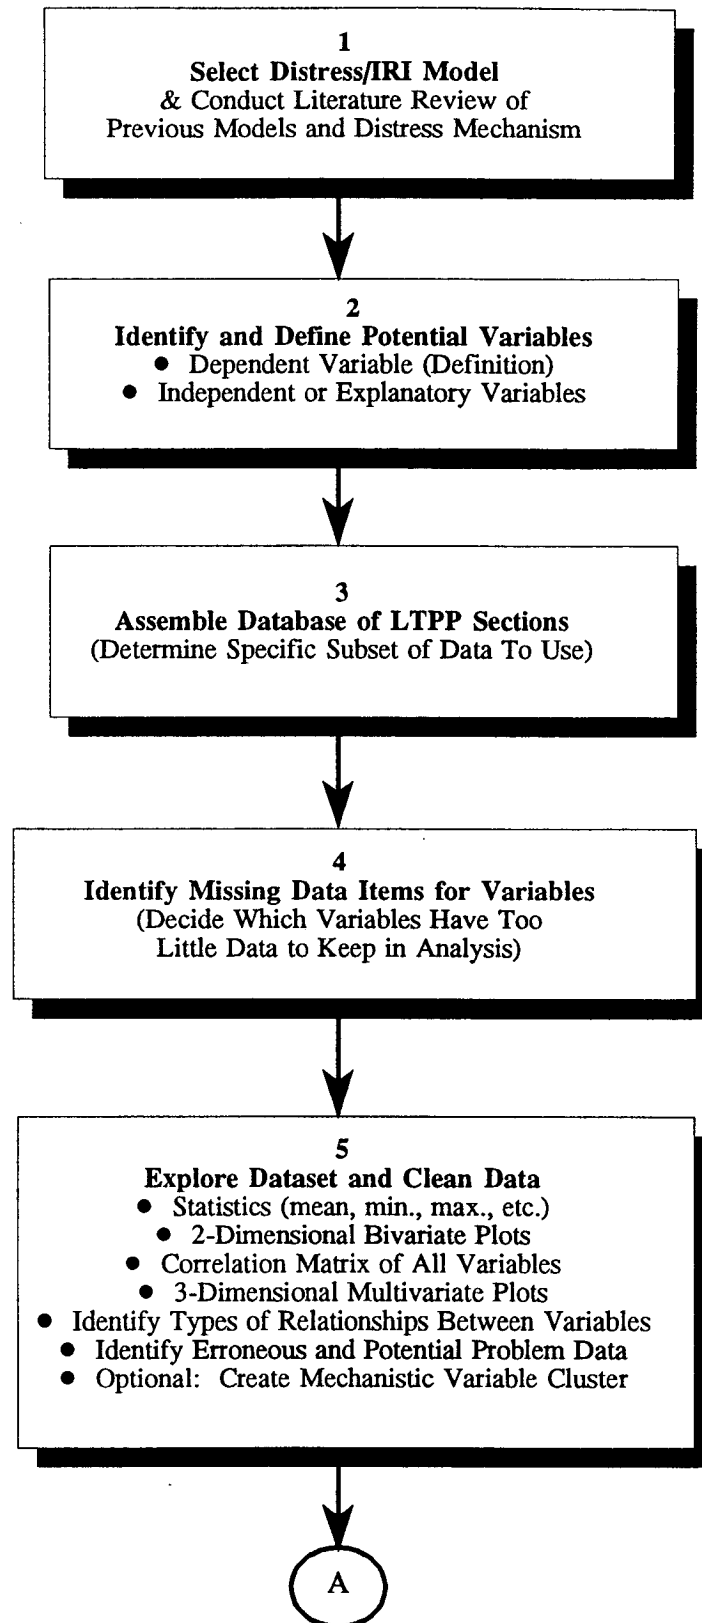 1
Select Distress/IRI Model
& Conduct Literature Review of
Previous Models and Distress Mechanism
2
Identify and Define Potential Variables
● Dependent Variable (Definition)
● Independent or Explanatory Variables
3
Assemble Database of LTPP Sections
(Determine Specific Subset of Data To Use)
4
Identify Missing Data Items for Variables
(Decide Which Variables Have Too
Little Data to Keep in Analysis)
5
Explore Dataset and Clean Data
● Statistics (mean, min., max., etc.)
● 2-Dimensional Bivariate Plots
● Correlation Matrix of All Variables
● 3-Dimensional Multivariate Plots
● Identify Types of Relationships Between Variables
● Identify Erroneous and Potential Problem Data
● Optional: Create Mechanistic Variable Cluster
A